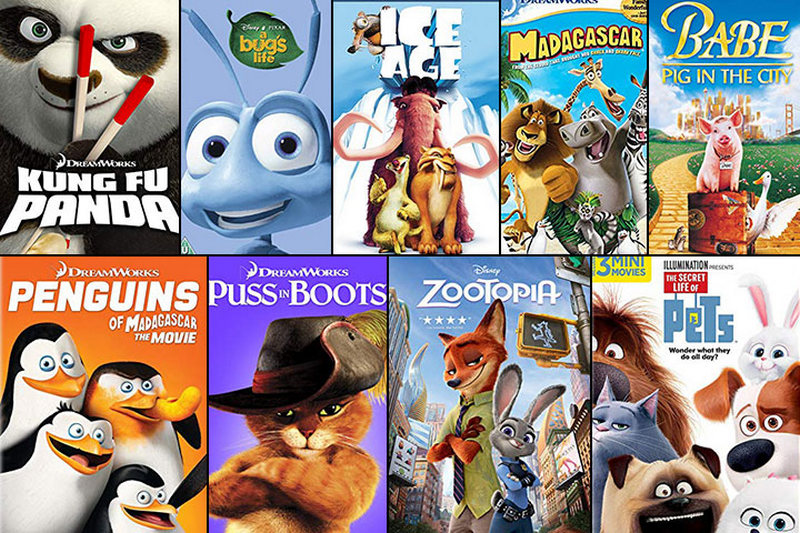 DREAMWORKS
KUNG FU
PANDA
Disney • PIXAR
a
bugs
life
ICE
AGE
DREAMWORKS
MADAGASCAR
BABE
PIG IN THE CITY
DREAMWORKS
PENGUINS
OF MADAGASCAR
THE MOVIE
DREAMWORKS
PUSS IN BOOTS
Disney
ZOOTOPIA
3 MINI
MOVIES
ILLUMINATION PRESENTS
THE
SECRET
LIFE OF
PETS
Wonder what they
do all day?